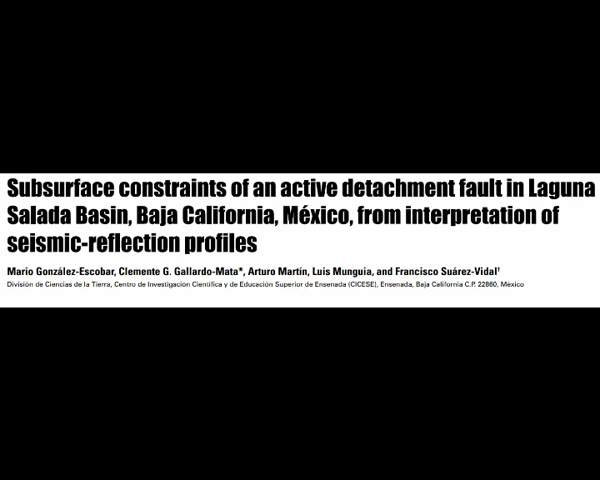 Subsurface constraints of an active detachment fault in Laguna
Salada Basin, Baja California, México, from interpretation of
seismic-reflection profiles
Mario González-Escobar, Clemente G. Gallardo-Mata*, Arturo Martín, Luis Munguía, and Francisco Suárez-Vidal†
División de Ciencias de la Tierra, Centro de Investigación Científica y de Educación Superior de Ensenada (CICESE), Ensenada, Baja California C.P. 22860, México